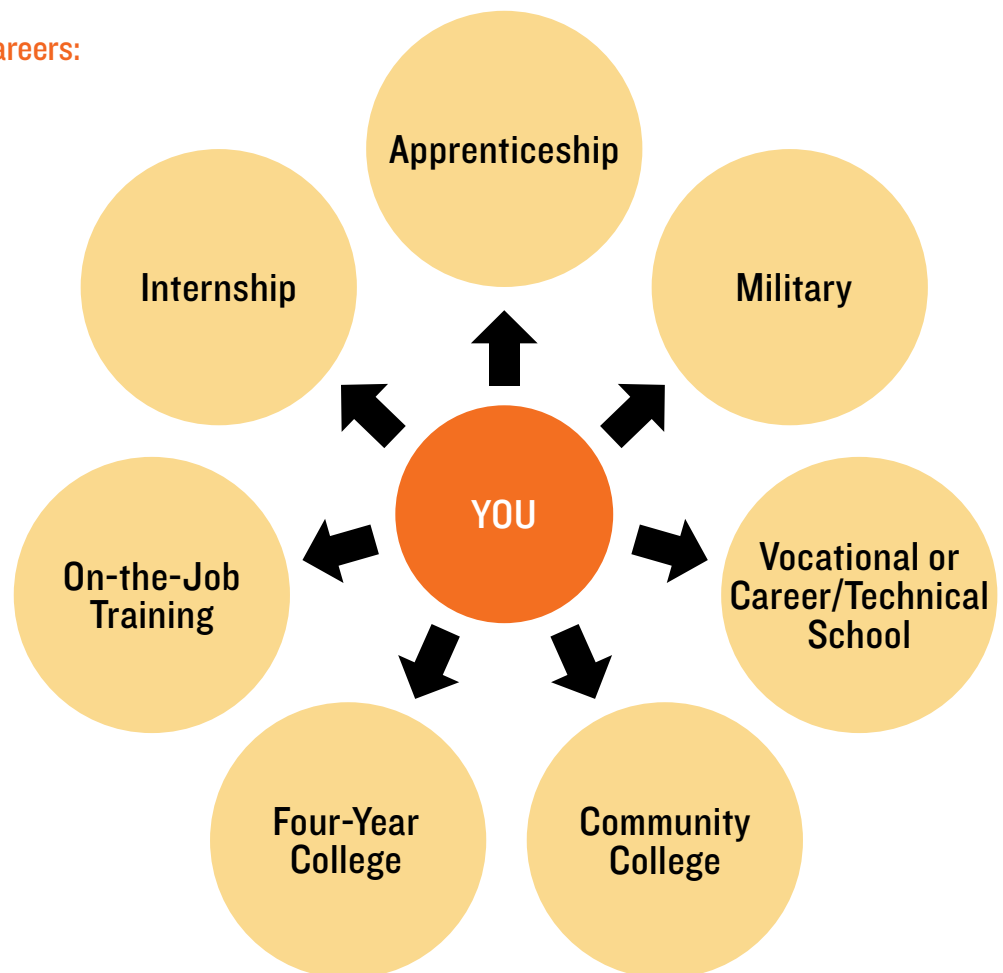 areers:
Apprenticeship
Internship
Military
YOU
On-the-Job
Training
Vocational or
Career/Technical
School
Four-Year
College
Community
College